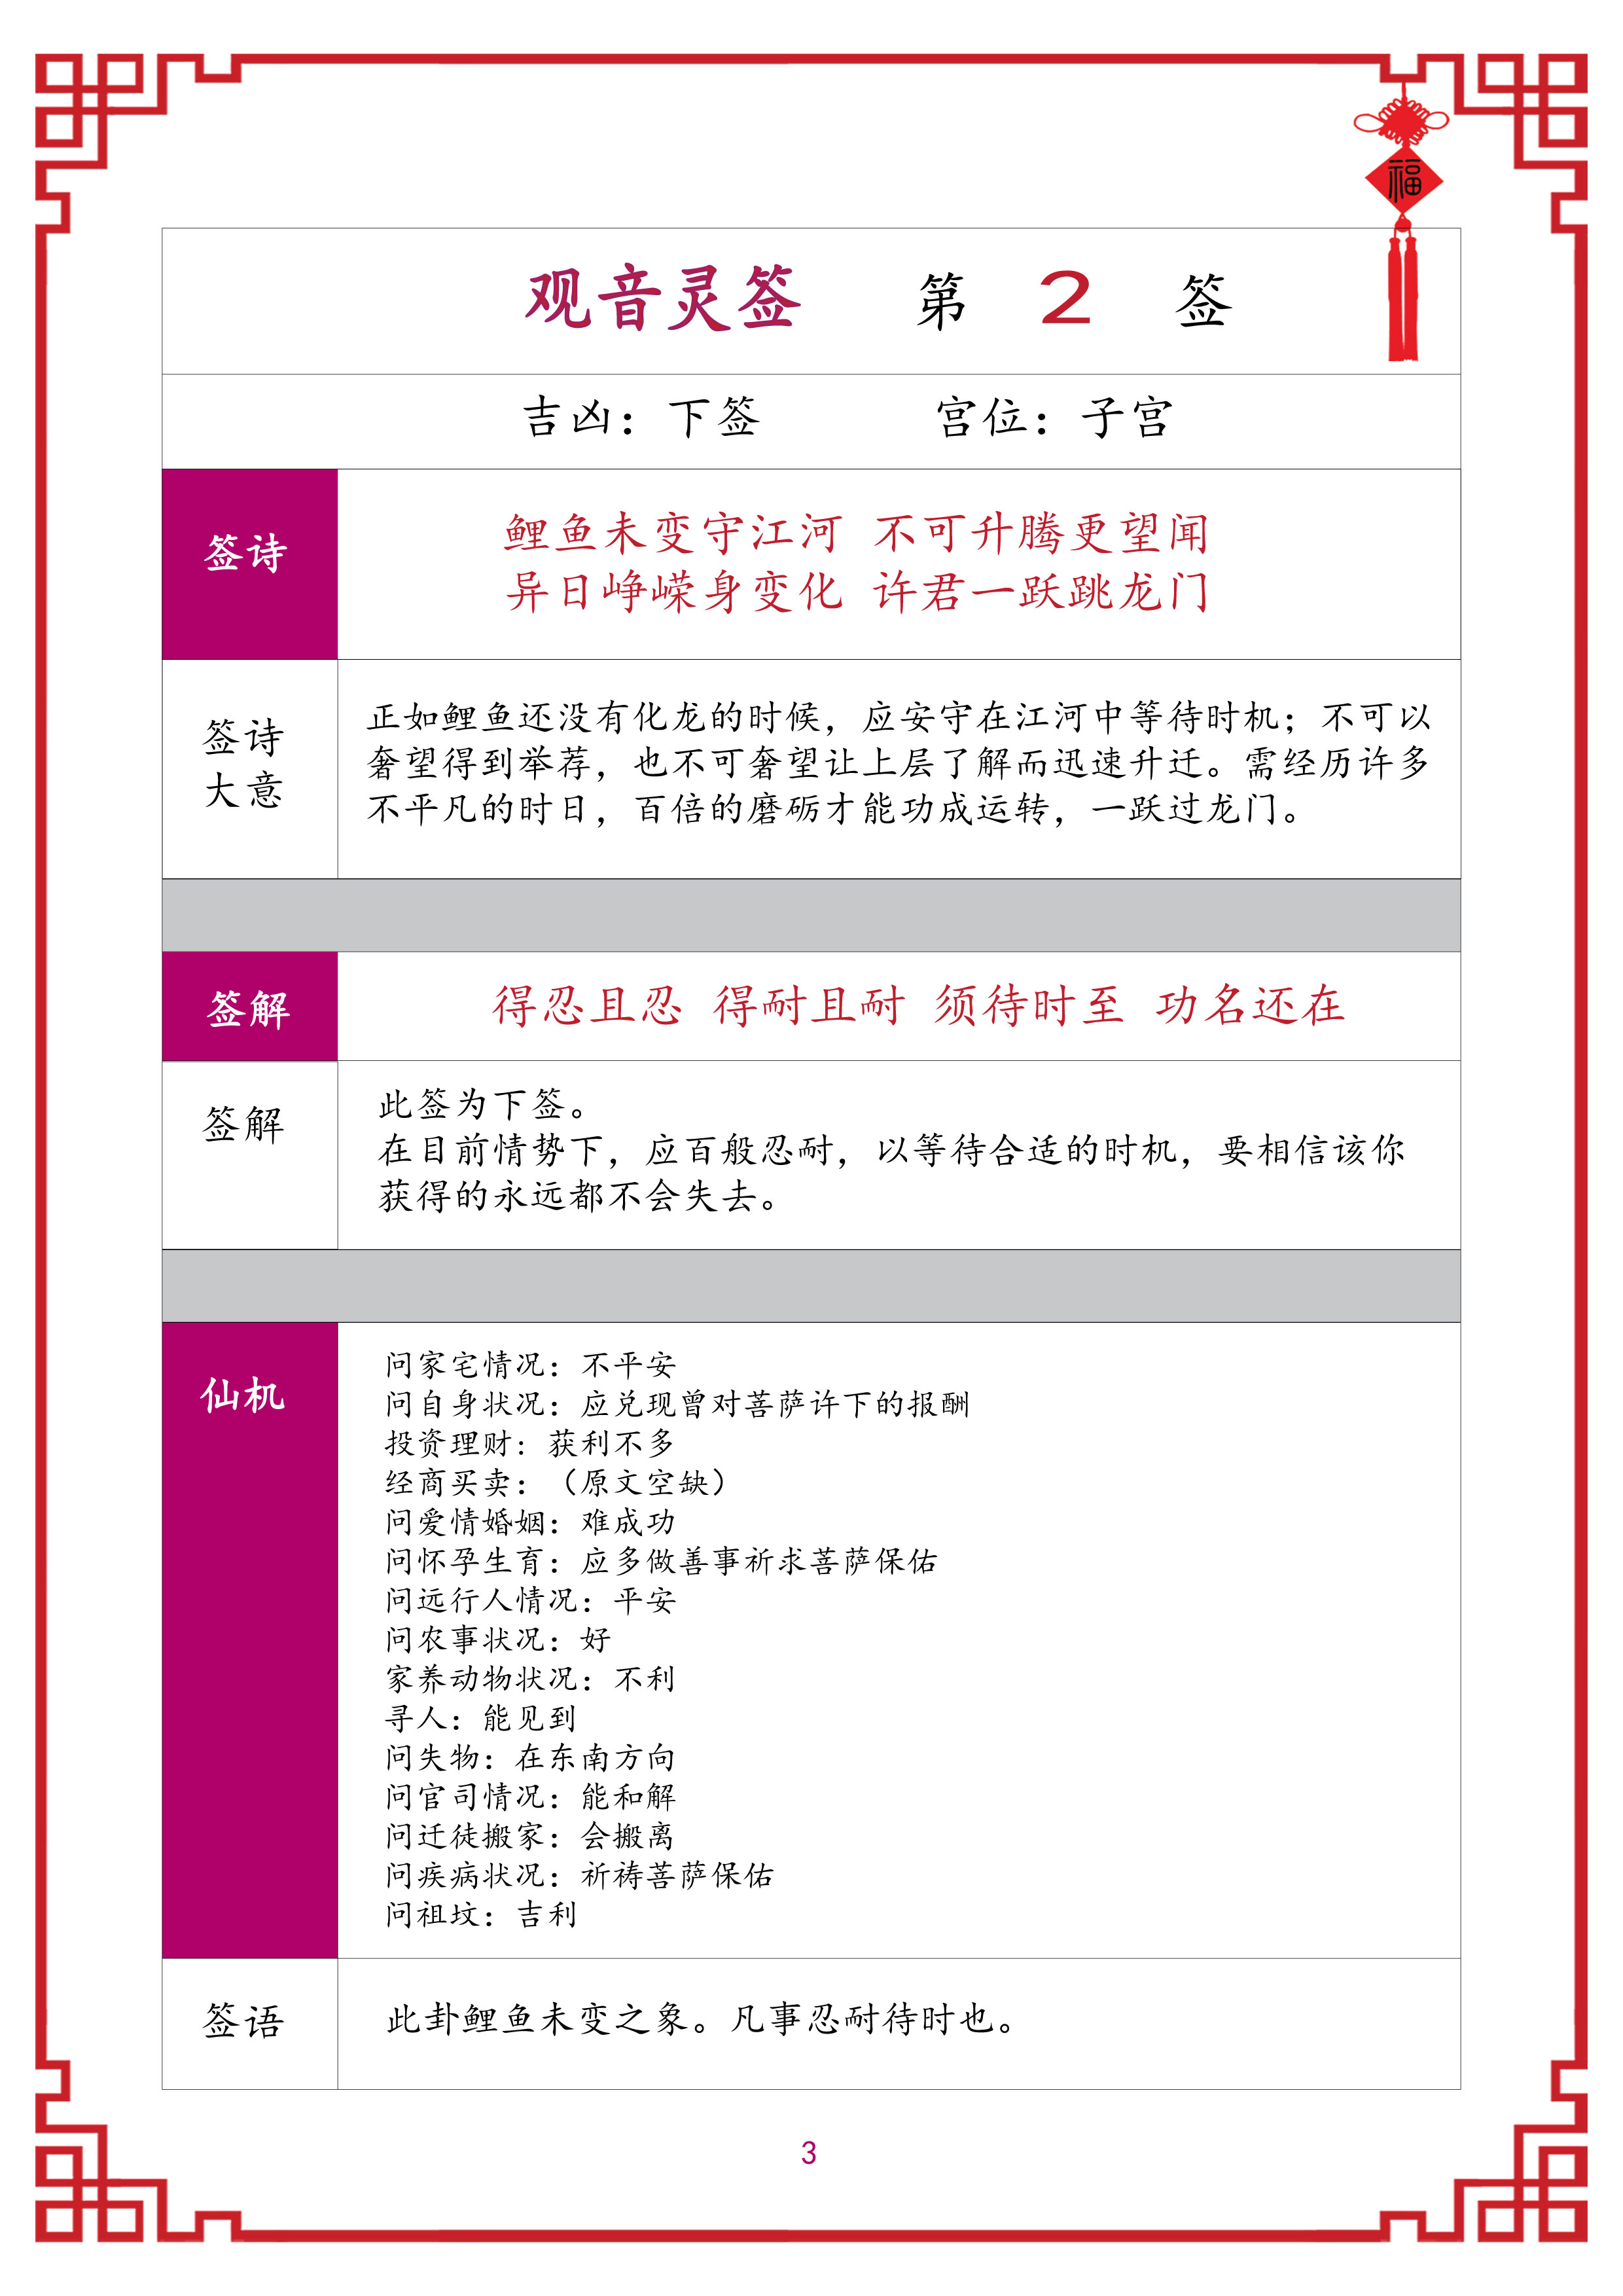 福
观音灵签 第 2 签
吉凶：下签 宫位：子宫
签诗
鲤鱼未变守江河 不可升腾更望闻
异日峥嵘身变化 许君一跃跳龙门
签诗
大意
正如鲤鱼还没有化龙的时候，应安守在江河中等待时机；不可以
奢望得到举荐，也不可奢望让上层了解而迅速升迁。需经历许多
不平凡的时日，百倍的磨砺才能功成运转，一跃过龙门。
签解
得忍且忍 得耐且耐 须待时至 功名还在
签解
此签为下签。
在目前情势下，应百般忍耐，以等待合适的时机，要相信该你
获得的永远都不会失去。
仙机
问家宅情况：不平安
问自身状况：应兑现曾对菩萨许下的报酬
投资理财：获利不多
经商买卖：（原文空缺）
问爱情婚姻：难成功
问怀孕生育：应多做善事祈求菩萨保佑
问远行人情况：平安
问农事状况：好
家养动物状况：不利
寻人：能见到
问失物：在东南方向
问官司情况：能和解
问迁徒搬家：会搬离
问疾病状况：祈祷菩萨保佑
问祖坟：吉利
签语
此卦鲤鱼未变之象。凡事忍耐待时也。
3